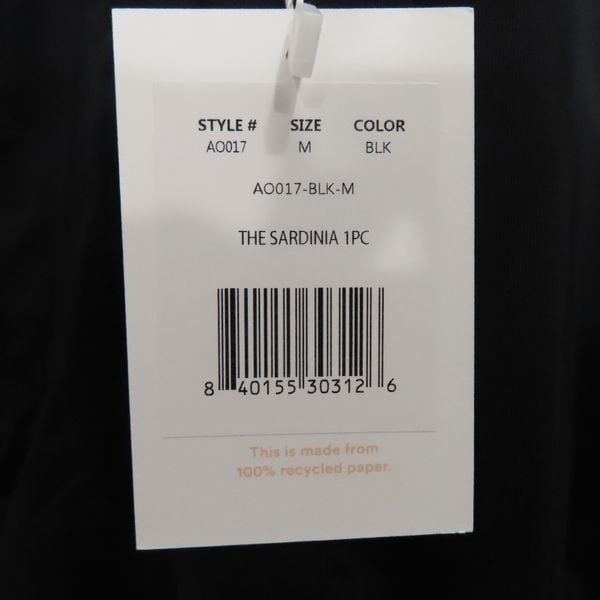 STYLE # SIZE COLOR
AO017 M BLK
AO017-BLK-M
THE SARDINIA 1PC
8 40155 30312 6
This is made from
100% recycled paper.